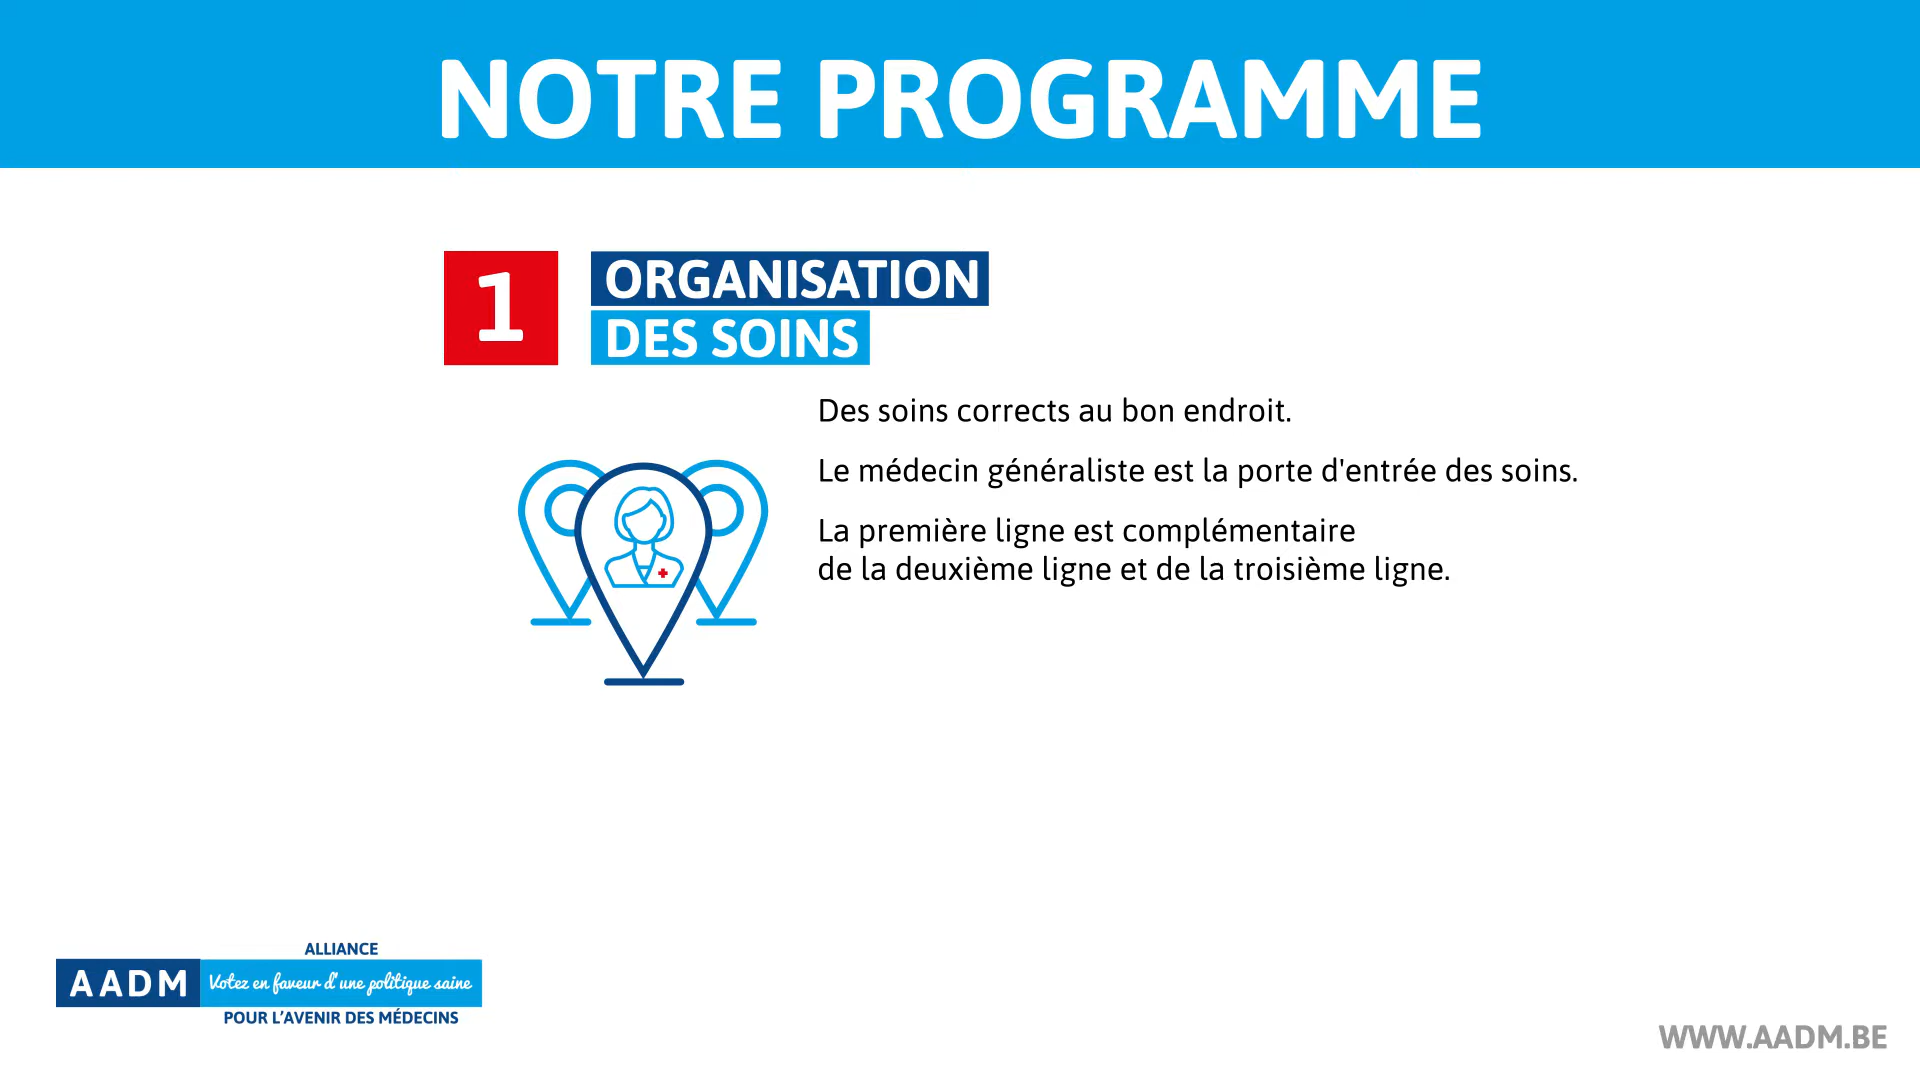 NOTRE PROGRAMME
1
ORGANISATION
DES SOINS
Des soins corrects au bon endroit.
Le médecin généraliste est la porte d'entrée des soins.
La première ligne est complémentaire
de la deuxième ligne et de la troisième ligne.
ALLIANCE
AADM Votez en faveur d'une politique saine
POUR L'AVENIR DES MÉDECINS
WWW.AADM.BE